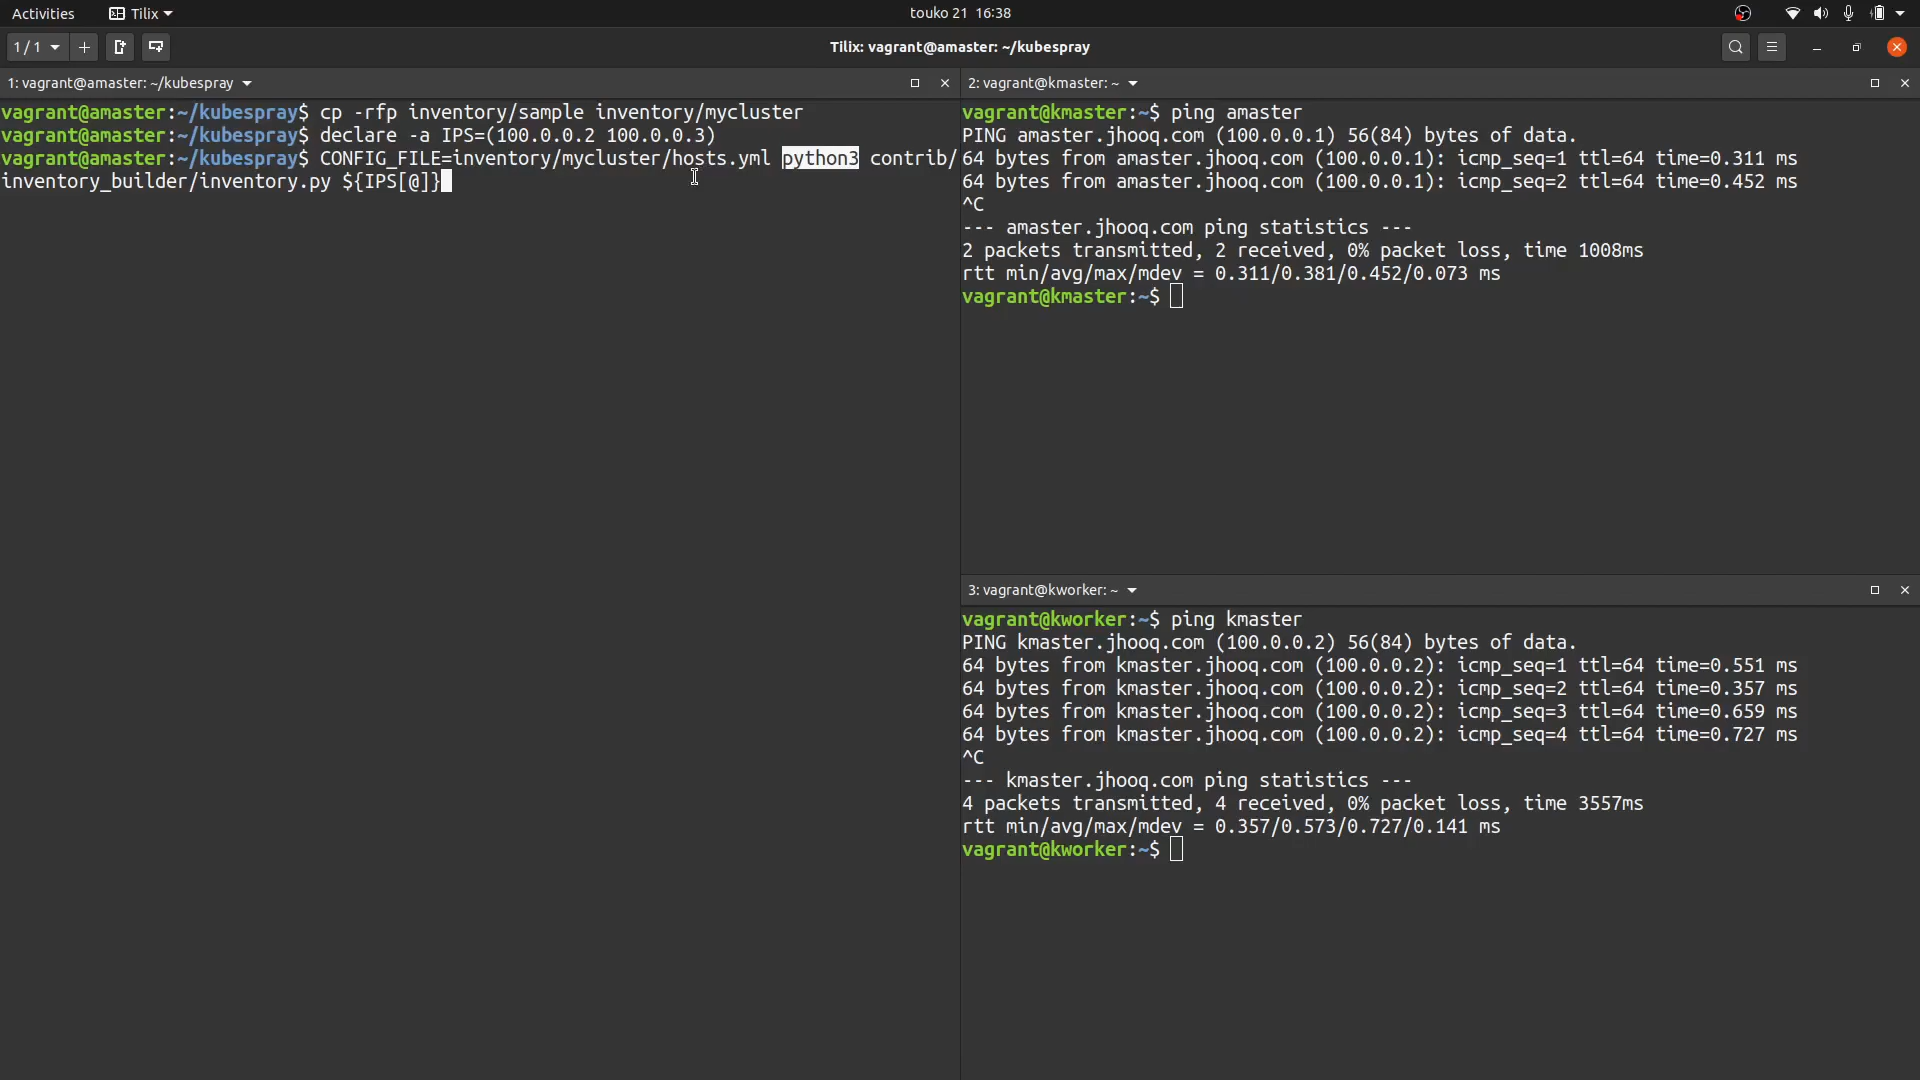 Activities Tilix touko 21 16:38
1 / 1 Tilix: vagrant@amaster: ~/kubespray
1: vagrant@amaster: ~/kubespray
vagrant@amaster:~/kubespray$ cp -rfp inventory/sample inventory/mycluster
vagrant@amaster:~/kubespray$ declare -a IPS=(100.0.0.2 100.0.0.3)
vagrant@amaster:~/kubespray$ CONFIG_FILE=inventory/mycluster/hosts.yml python3 contrib/
inventory_builder/inventory.py ${IPS[@]}
2: vagrant@kmaster: ~
vagrant@kmaster:~$ ping amaster
PING amaster.jhooq.com (100.0.0.1) 56(84) bytes of data.
64 bytes from amaster.jhooq.com (100.0.0.1): icmp_seq=1 ttl=64 time=0.311 ms
64 bytes from amaster.jhooq.com (100.0.0.1): icmp_seq=2 ttl=64 time=0.452 ms
^C
--- amaster.jhooq.com ping statistics ---
2 packets transmitted, 2 received, 0% packet loss, time 1008ms
rtt min/avg/max/mdev = 0.311/0.381/0.452/0.073 ms
vagrant@kmaster:~$
3: vagrant@kworker: ~
vagrant@kworker:~$ ping kmaster
PING kmaster.jhooq.com (100.0.0.2) 56(84) bytes of data.
64 bytes from kmaster.jhooq.com (100.0.0.2): icmp_seq=1 ttl=64 time=0.551 ms
64 bytes from kmaster.jhooq.com (100.0.0.2): icmp_seq=2 ttl=64 time=0.357 ms
64 bytes from kmaster.jhooq.com (100.0.0.2): icmp_seq=3 ttl=64 time=0.659 ms
64 bytes from kmaster.jhooq.com (100.0.0.2): icmp_seq=4 ttl=64 time=0.727 ms
^C
--- kmaster.jhooq.com ping statistics ---
4 packets transmitted, 4 received, 0% packet loss, time 3557ms
rtt min/avg/max/mdev = 0.357/0.573/0.727/0.141 ms
vagrant@kworker:~$